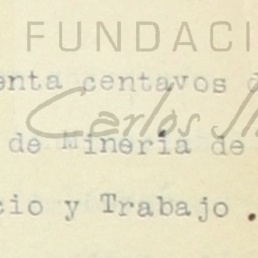 FUNDACI
enta centavos d
Carlos
de Minería de
cio y Trabajo .